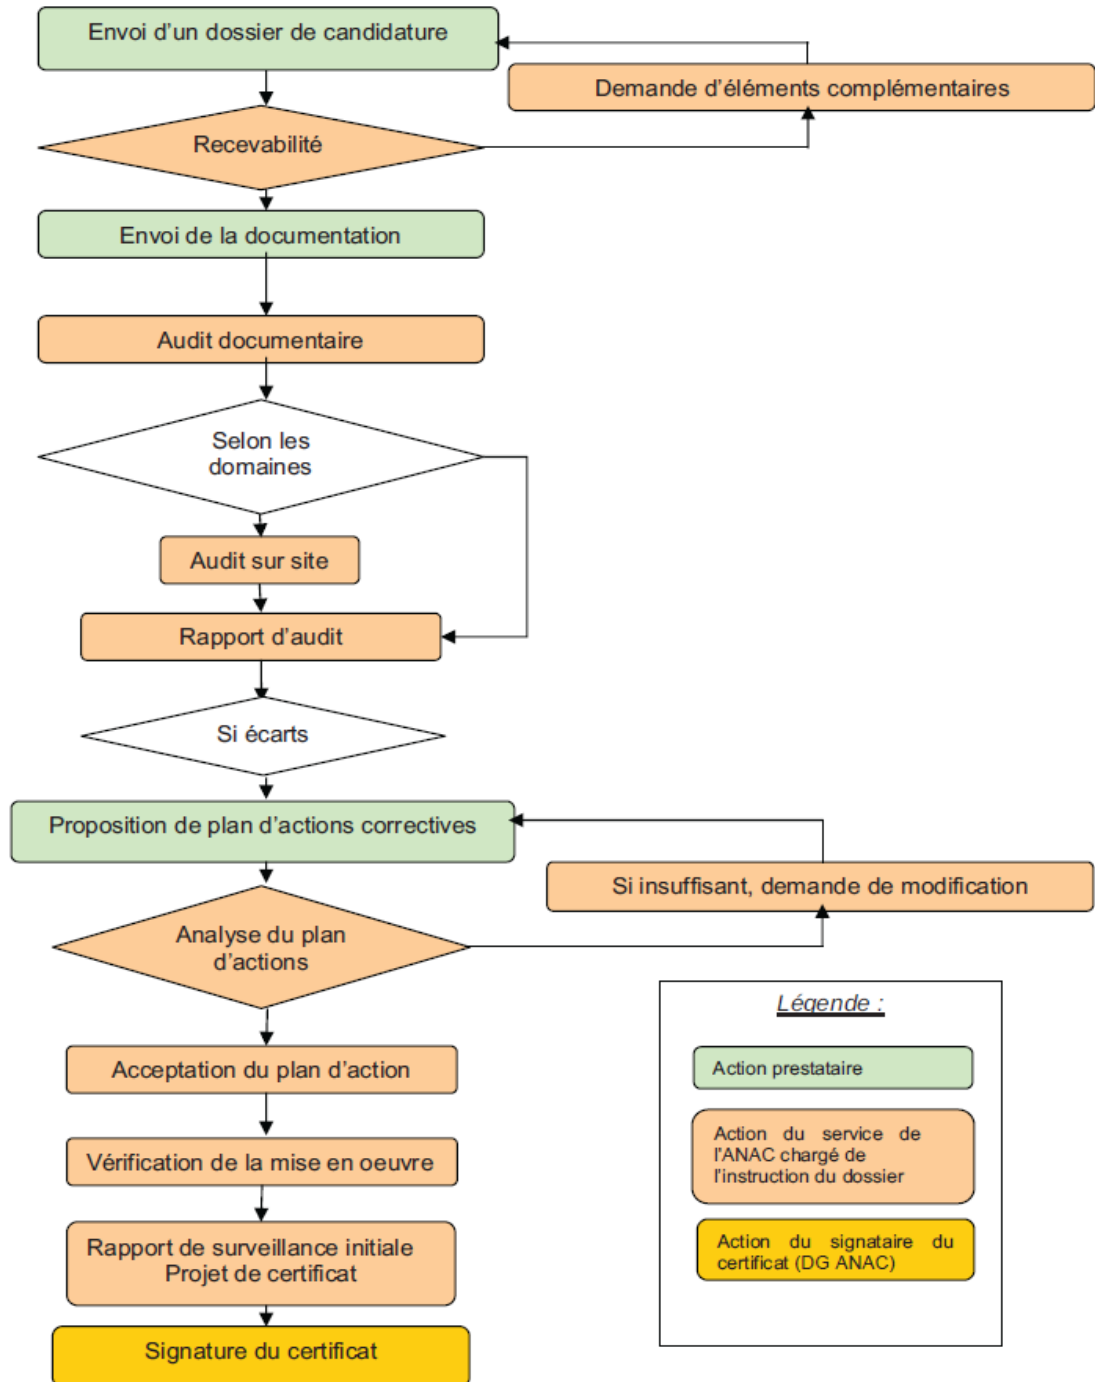 Envoi d'un dossier de candidature
Demande d'éléments complémentaires
Recevabilité
Envoi de la documentation
Audit documentaire
Selon les
domaines
Audit sur site
Rapport d'audit
Si écarts
Proposition de plan d'actions correctives
Si insuffisant, demande de modification
Analyse du plan
d'actions
Acceptation du plan d'action
Vérification de la mise en oeuvre
Rapport de surveillance initiale
Projet de certificat
Signature du certificat
Légende :
Action prestataire
Action du service de
l'ANAC chargé de
l'instruction du dossier
Action du signataire du
certificat (DG ANAC)